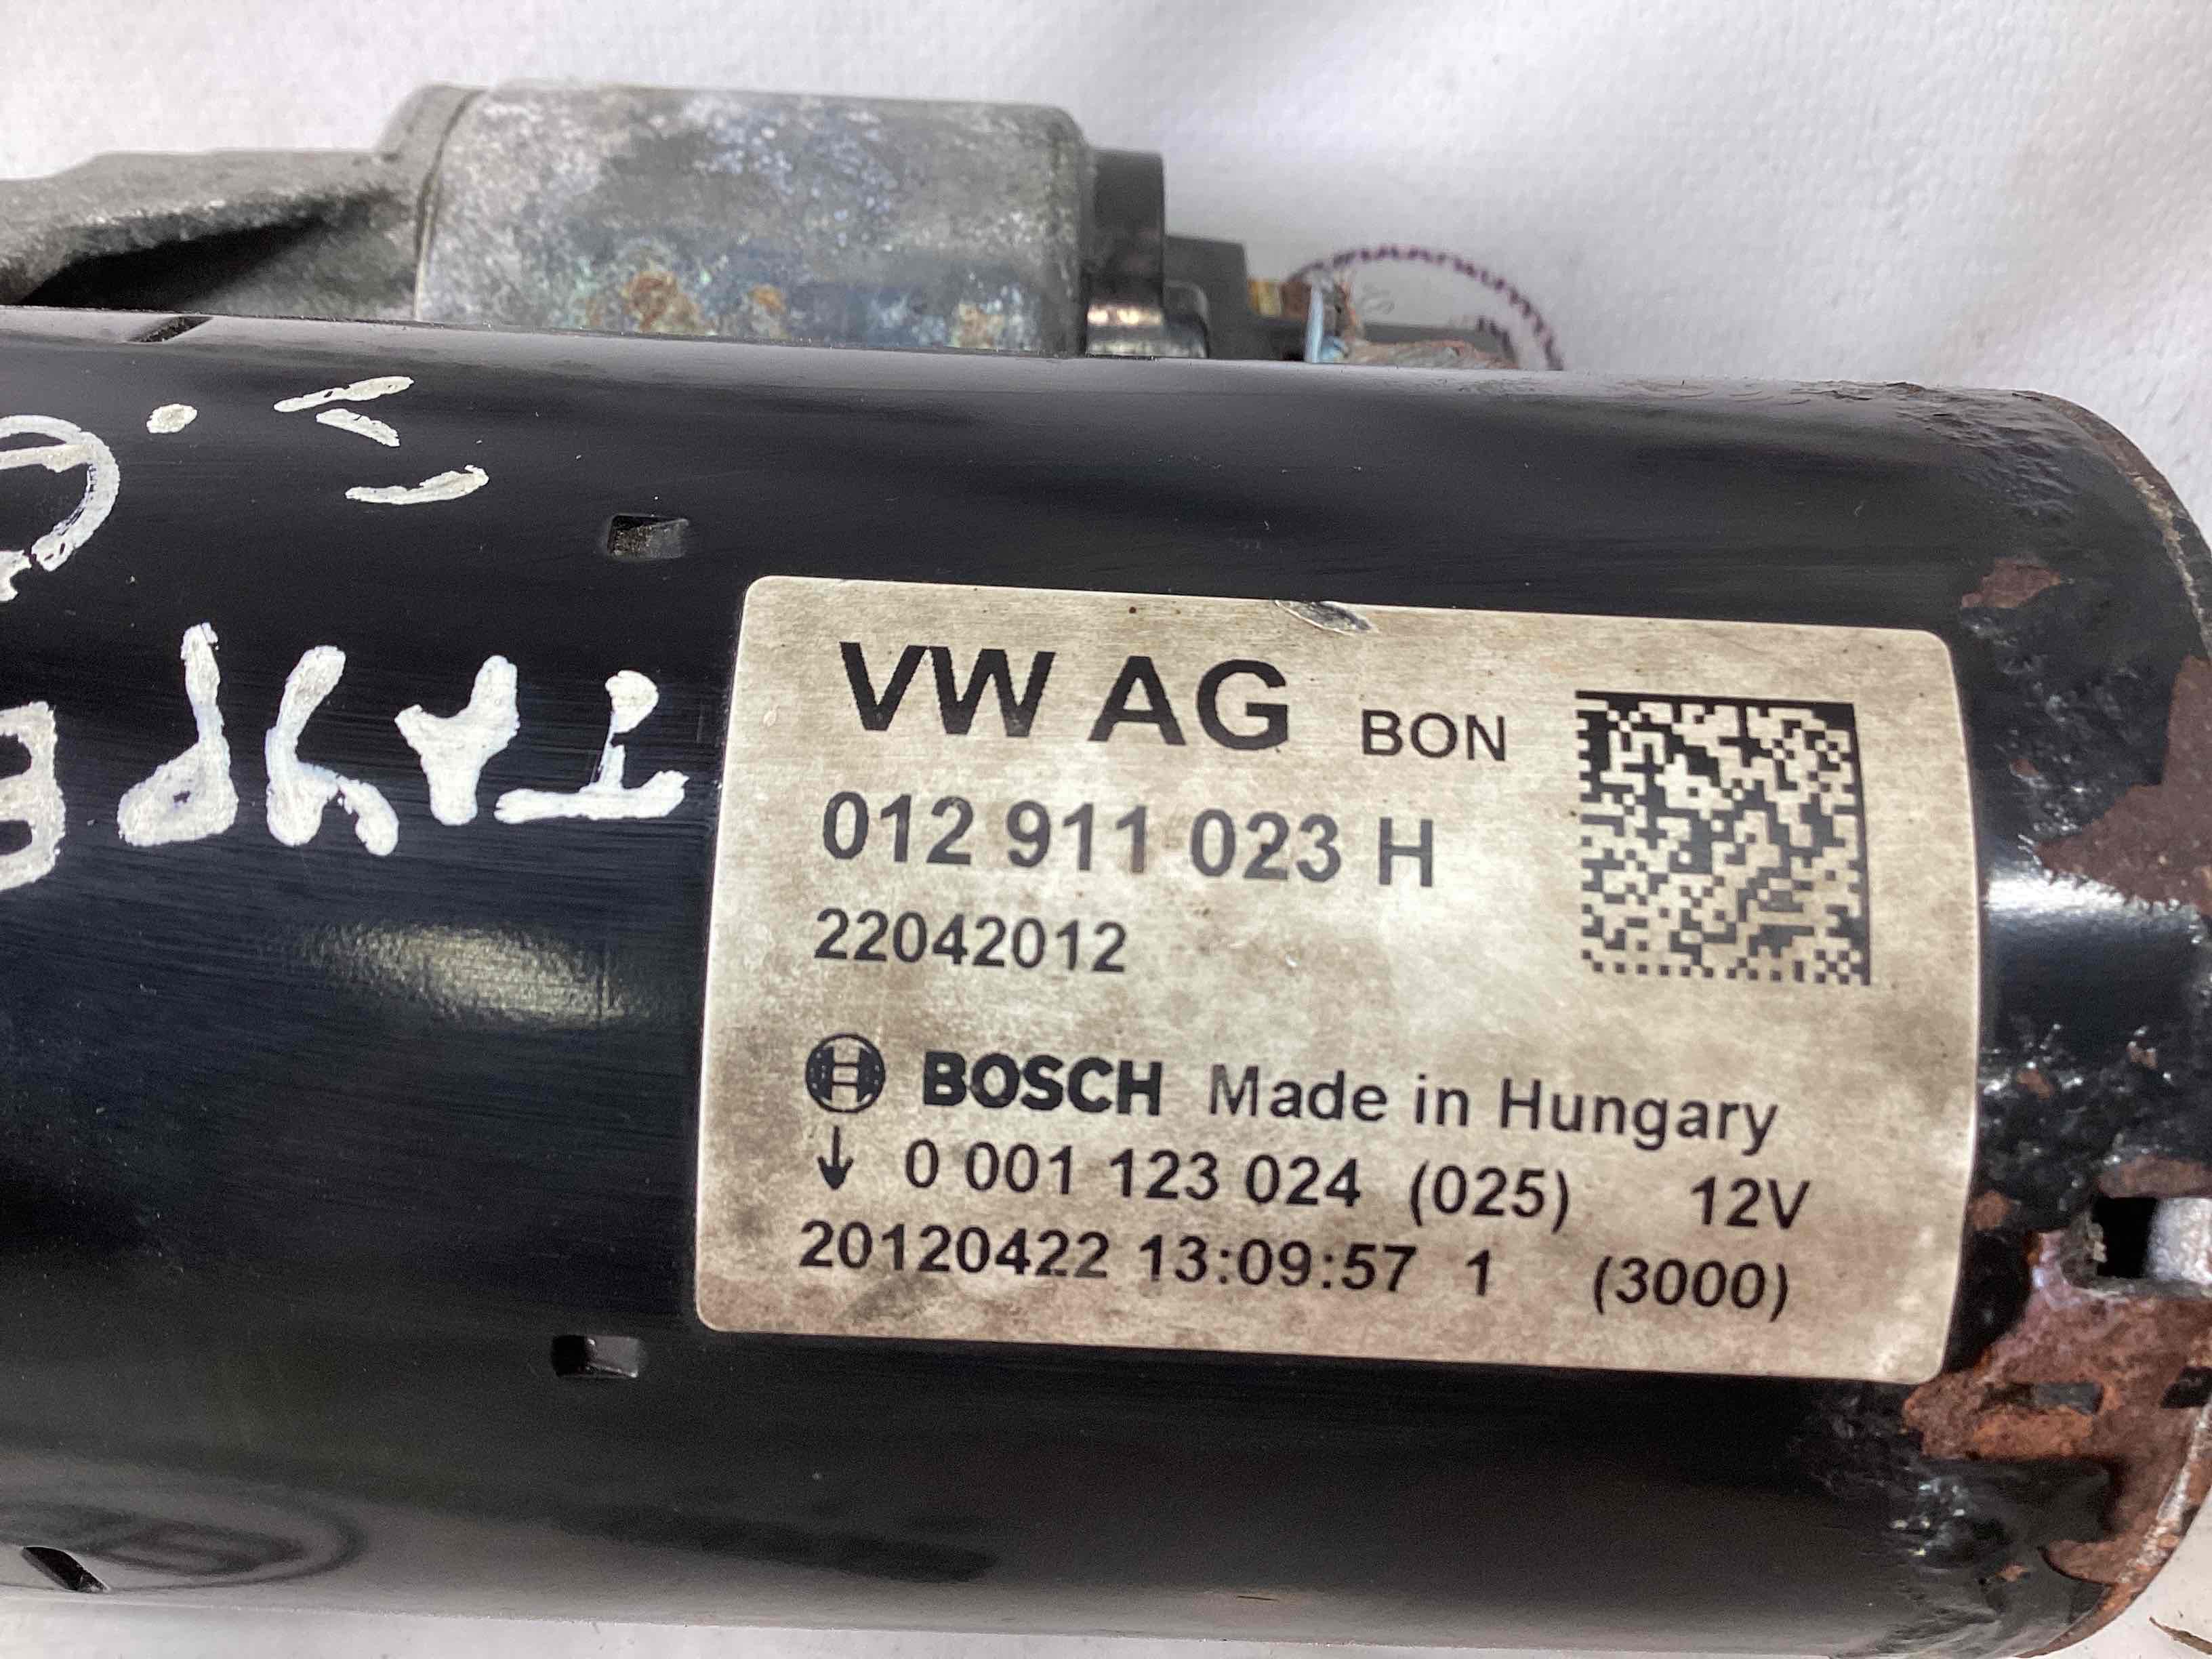 VW AG BON
012 911 023 H
22042012
BOSCH Made in Hungary
↓ 0 001 123 024 (025) 12V
20120422 13:09:57 1 (3000)